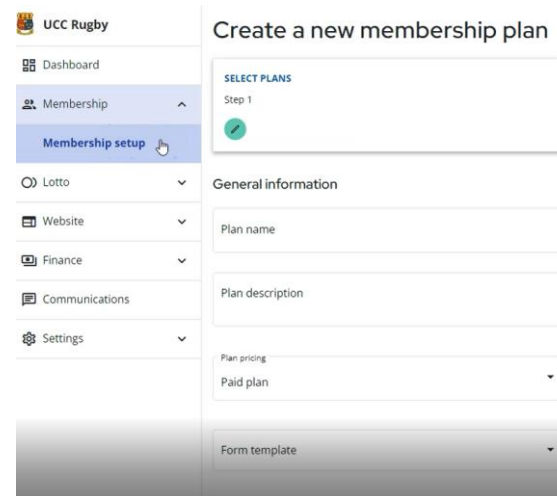 UCC Rugby
Dashboard
Membership
Membership setup
Lotto
Website
Finance
Communications
Settings
Create a new membership plan
SELECT PLANS
Step 1
General information
Plan name
Plan description
Plan pricing
Paid plan
Form template